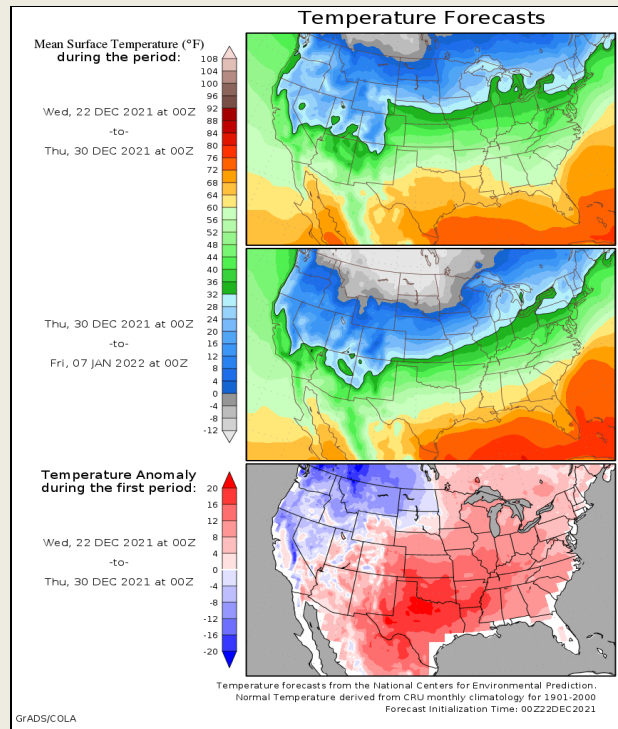 Temperature Forecasts
Mean Surface Temperature (°F)
during the period:
108
104
100
96
92
88
84
80
76
72
68
64
60
56
52
48
44
40
36
32
28
24
20
16
12
8
4
0
-4
-8
-12
Wed, 22 DEC 2021 at 00Z
-to-
Thu, 30 DEC 2021 at 00Z
Thu, 30 DEC 2021 at 00Z
-to-
Fri, 07 JAN 2022 at 00Z
Temperature Anomaly
during the first period:
20
16
12
8
4
0
-4
-8
-12
-16
-20
Wed, 22 DEC 2021 at 00Z
-to-
Thu, 30 DEC 2021 at 00Z
Temperature forecasts from the National Centers for Environmental Prediction.
Normal Temperature derived from CRU monthly climatology for 1901-2000
Forecast Initialization Time: 00Z22DEC2021
GrADS/COLA